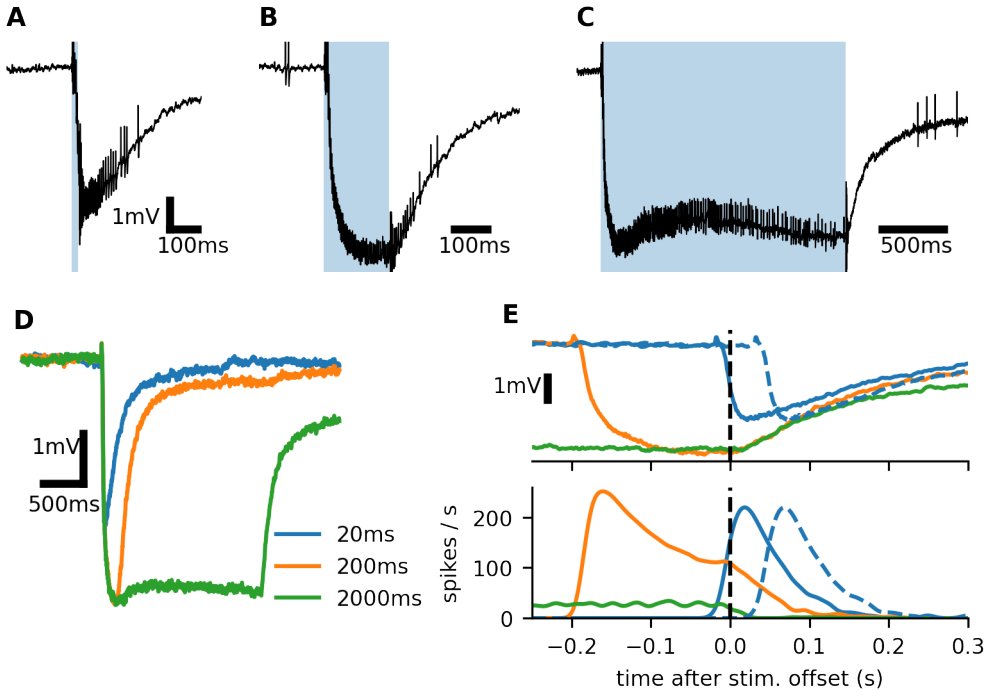 A
B
C
1mV
100ms
100ms
500ms
D
E
1mV
1mV
500ms
20ms
200ms
2000ms
spikes / s
200
100
0
−0.2
−0.1
0.0
0.1
0.2
0.3
time after stim. offset (s)